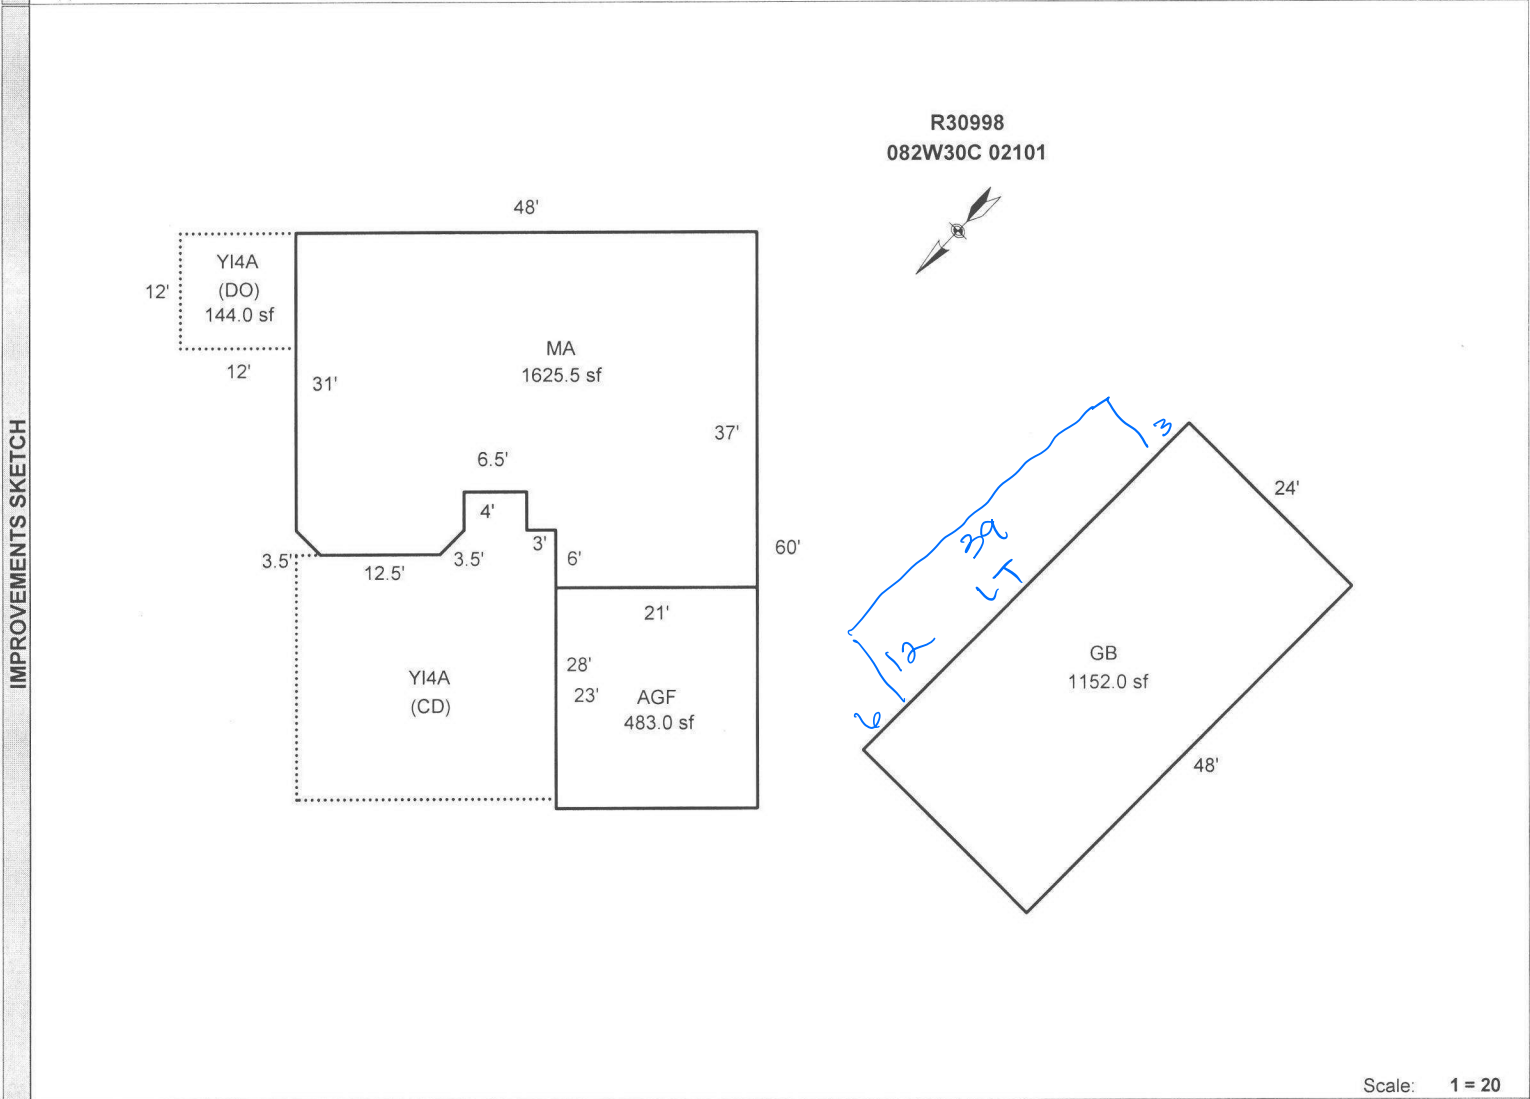 IMPROVEMENTS SKETCH
R30998
082W30C 02101
48'
YI4A
(DO)
144.0 sf
12'
12'
31'
MA
1625.5 sf
37'
6.5'
4'
3'
3.5'
12.5'
3.5'
6'
60'
21'
28'
23'
AGF
483.0 sf
YI4A
(CD)
3
24'
39
LT
12
6
GB
1152.0 sf
48'
Scale: 1 = 20